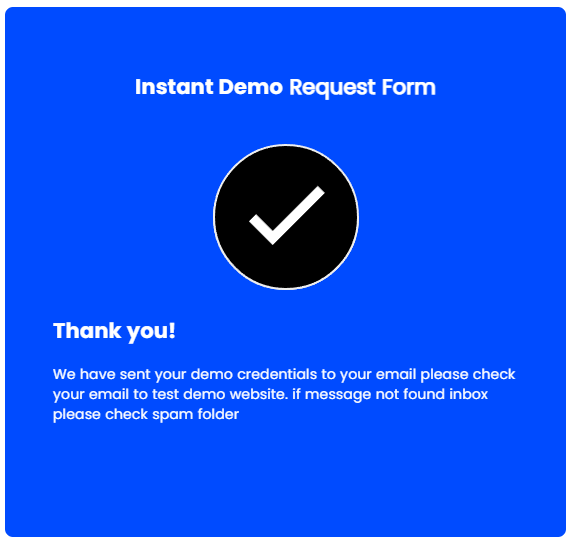 Instant Demo Request Form
Thank you!
We have sent your demo credentials to your email please check
your email to test demo website. if message not found inbox
please check spam folder